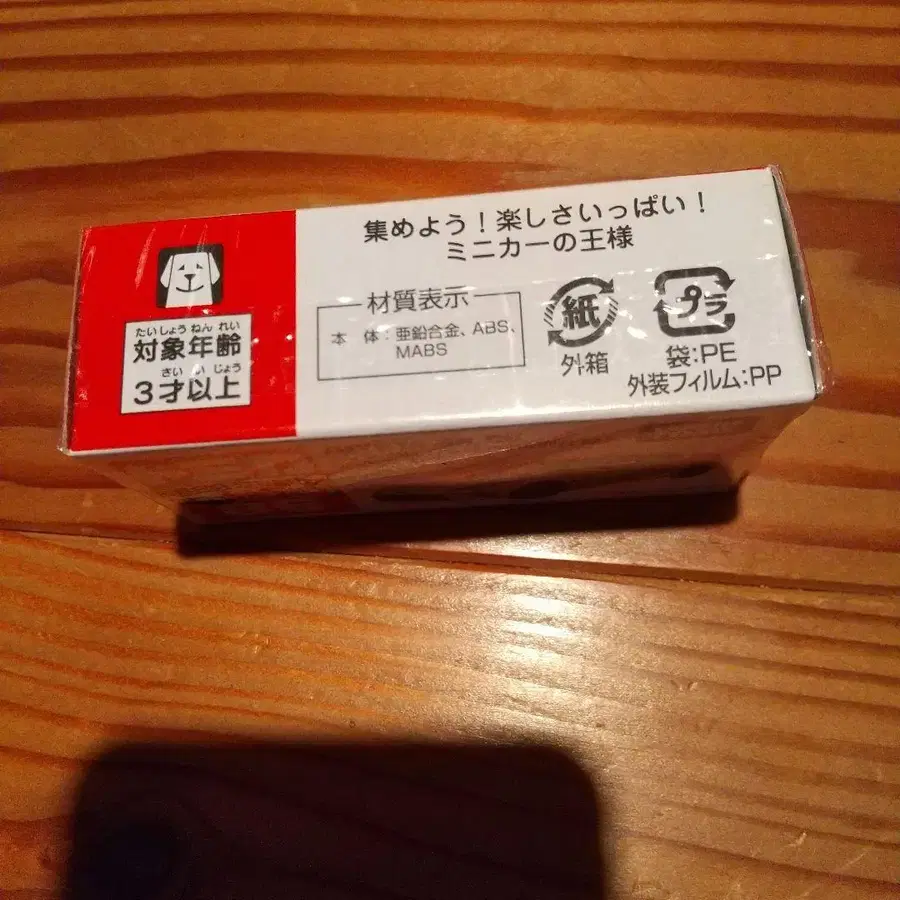 集めよう！楽しさいっぱい！
ミニカーの王様
たいしょうねんれい
対象年齢
さいいじょう
3才以上
材質表示
本 体：亜鉛合金、ABS、
MABS
紙
外箱
プラ
袋:PE
外装フィルム:PP